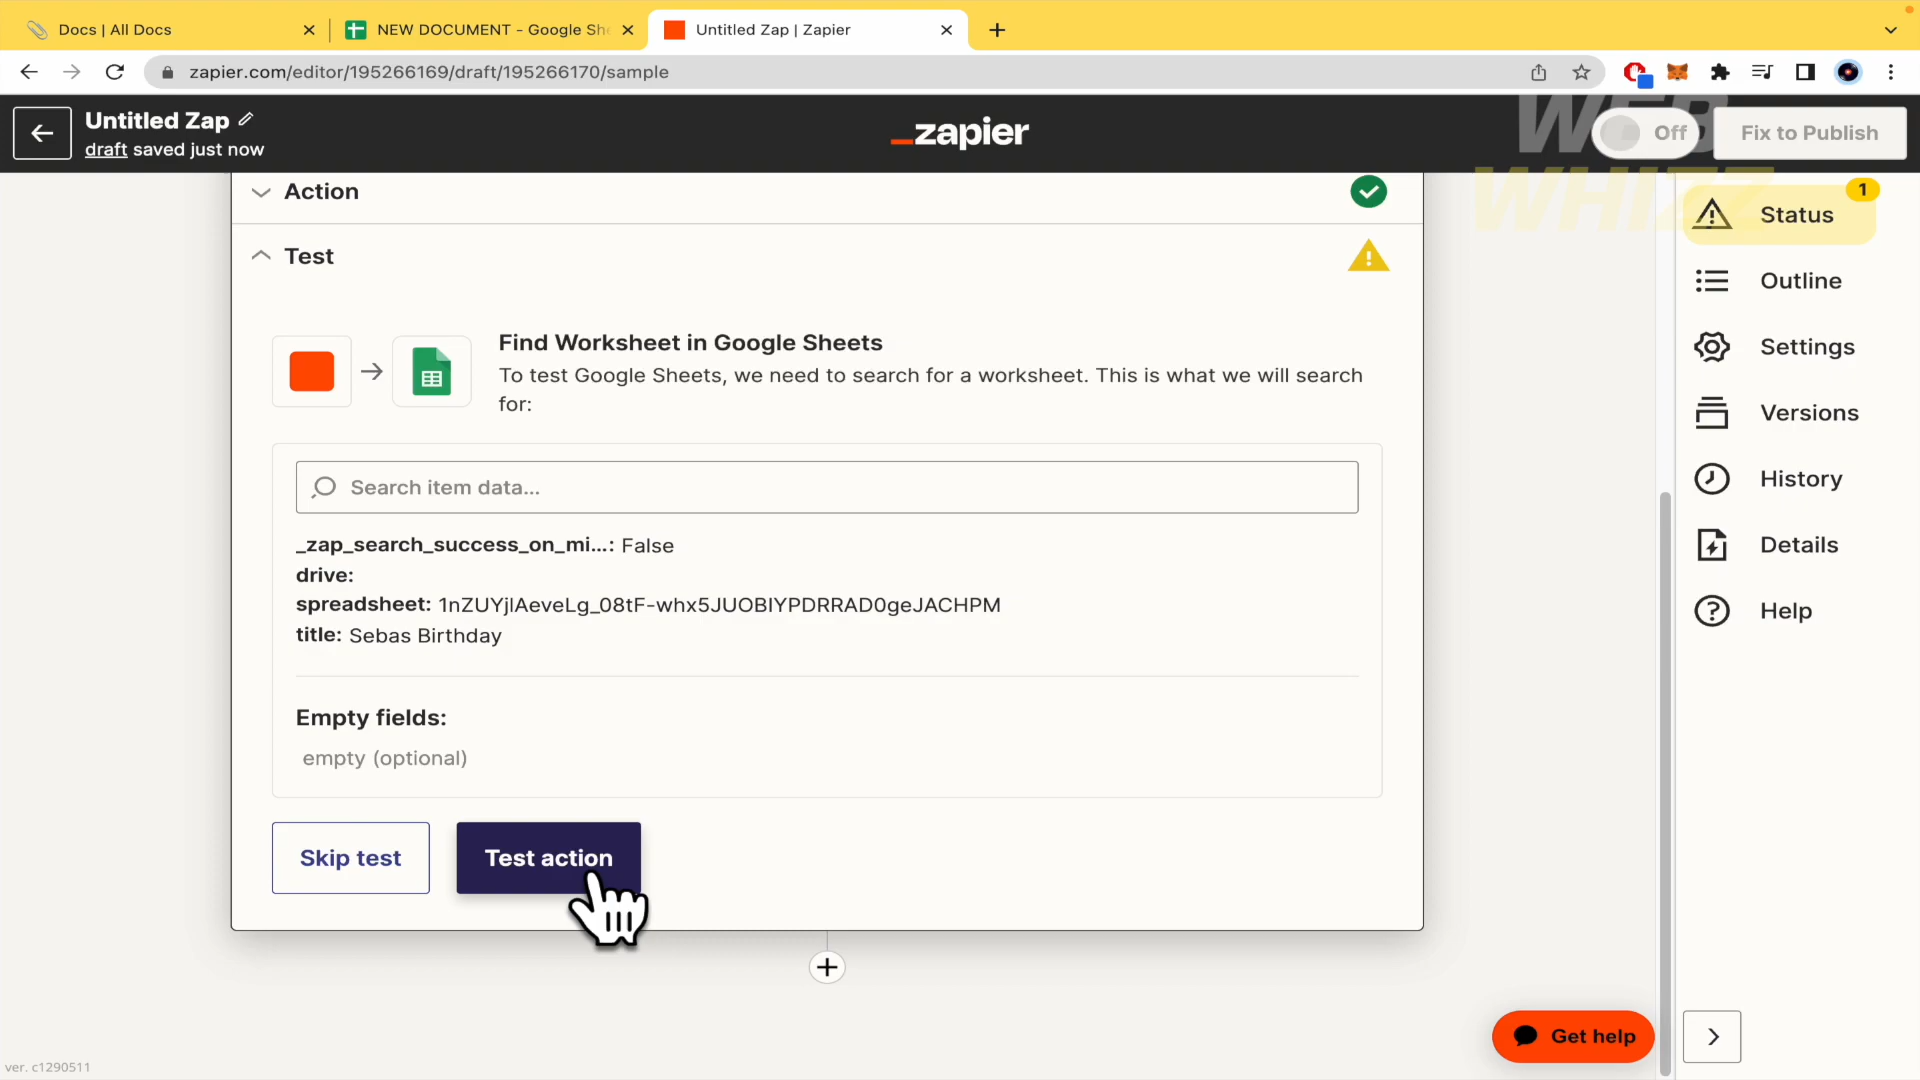 Docs | All Docs
NEW DOCUMENT - Google Sh
Untitled Zap | Zapier
zapier.com/editor/195266169/draft/195266170/sample
Untitled Zap
draft saved just now
_zapier
WEB
WHIZZ
Off
Fix to Publish
Action
Test
Find Worksheet in Google Sheets
To test Google Sheets, we need to search for a worksheet. This is what we will search
for:
Search item data...
_zap_search_success_on_mi...: False
drive:
spreadsheet: 1nZUYjlAeveLg_08tF-whx5JUOBIYPDRRAD0geJACHPM
title: Sebas Birthday
Empty fields:
empty (optional)
Skip test
Test action
1
Status
Outline
Settings
Versions
History
Details
Help
Get help
ver. c1290511